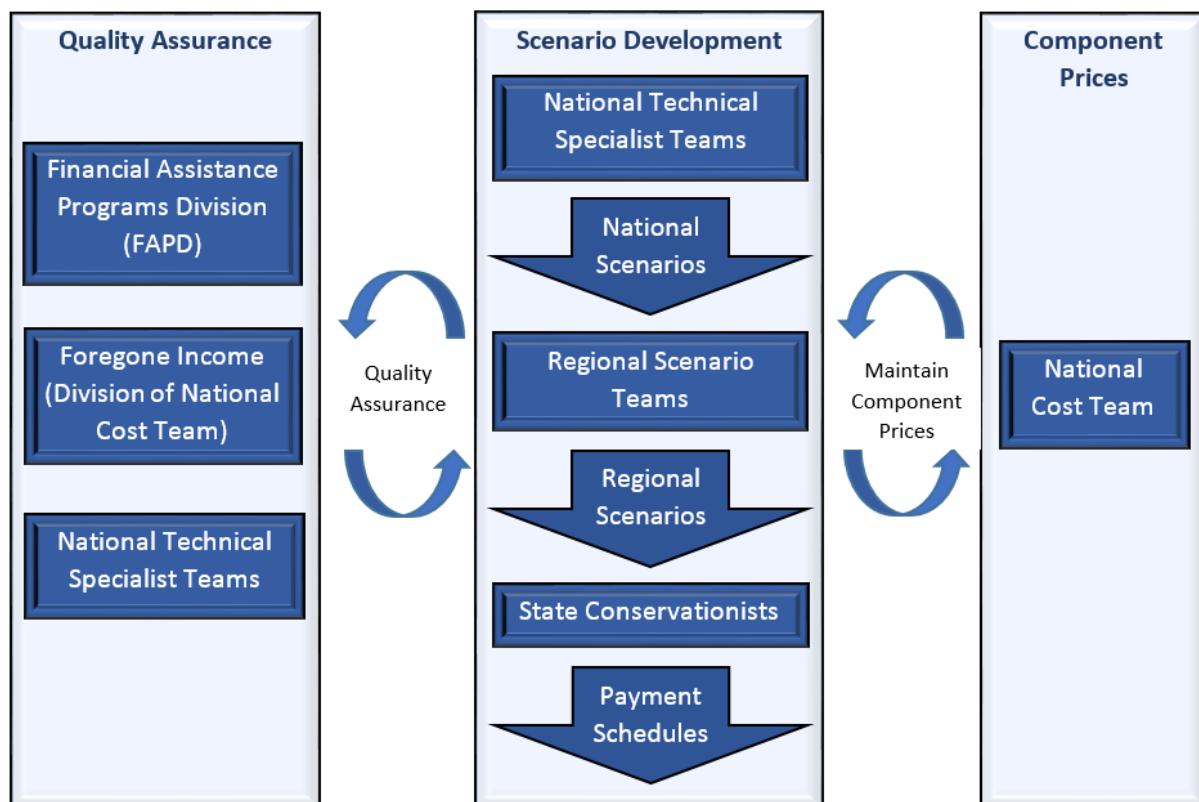 Quality Assurance
Financial Assistance
Programs Division
(FAPD)
Foregone Income
(Division of National
Cost Team)
National Technical
Specialist Teams
Quality
Assurance
Scenario Development
National Technical
Specialist Teams
National
Scenarios
Regional Scenario
Teams
Regional
Scenarios
State Conservationists
Payment
Schedules
Maintain
Component
Prices
Component
Prices
National
Cost Team